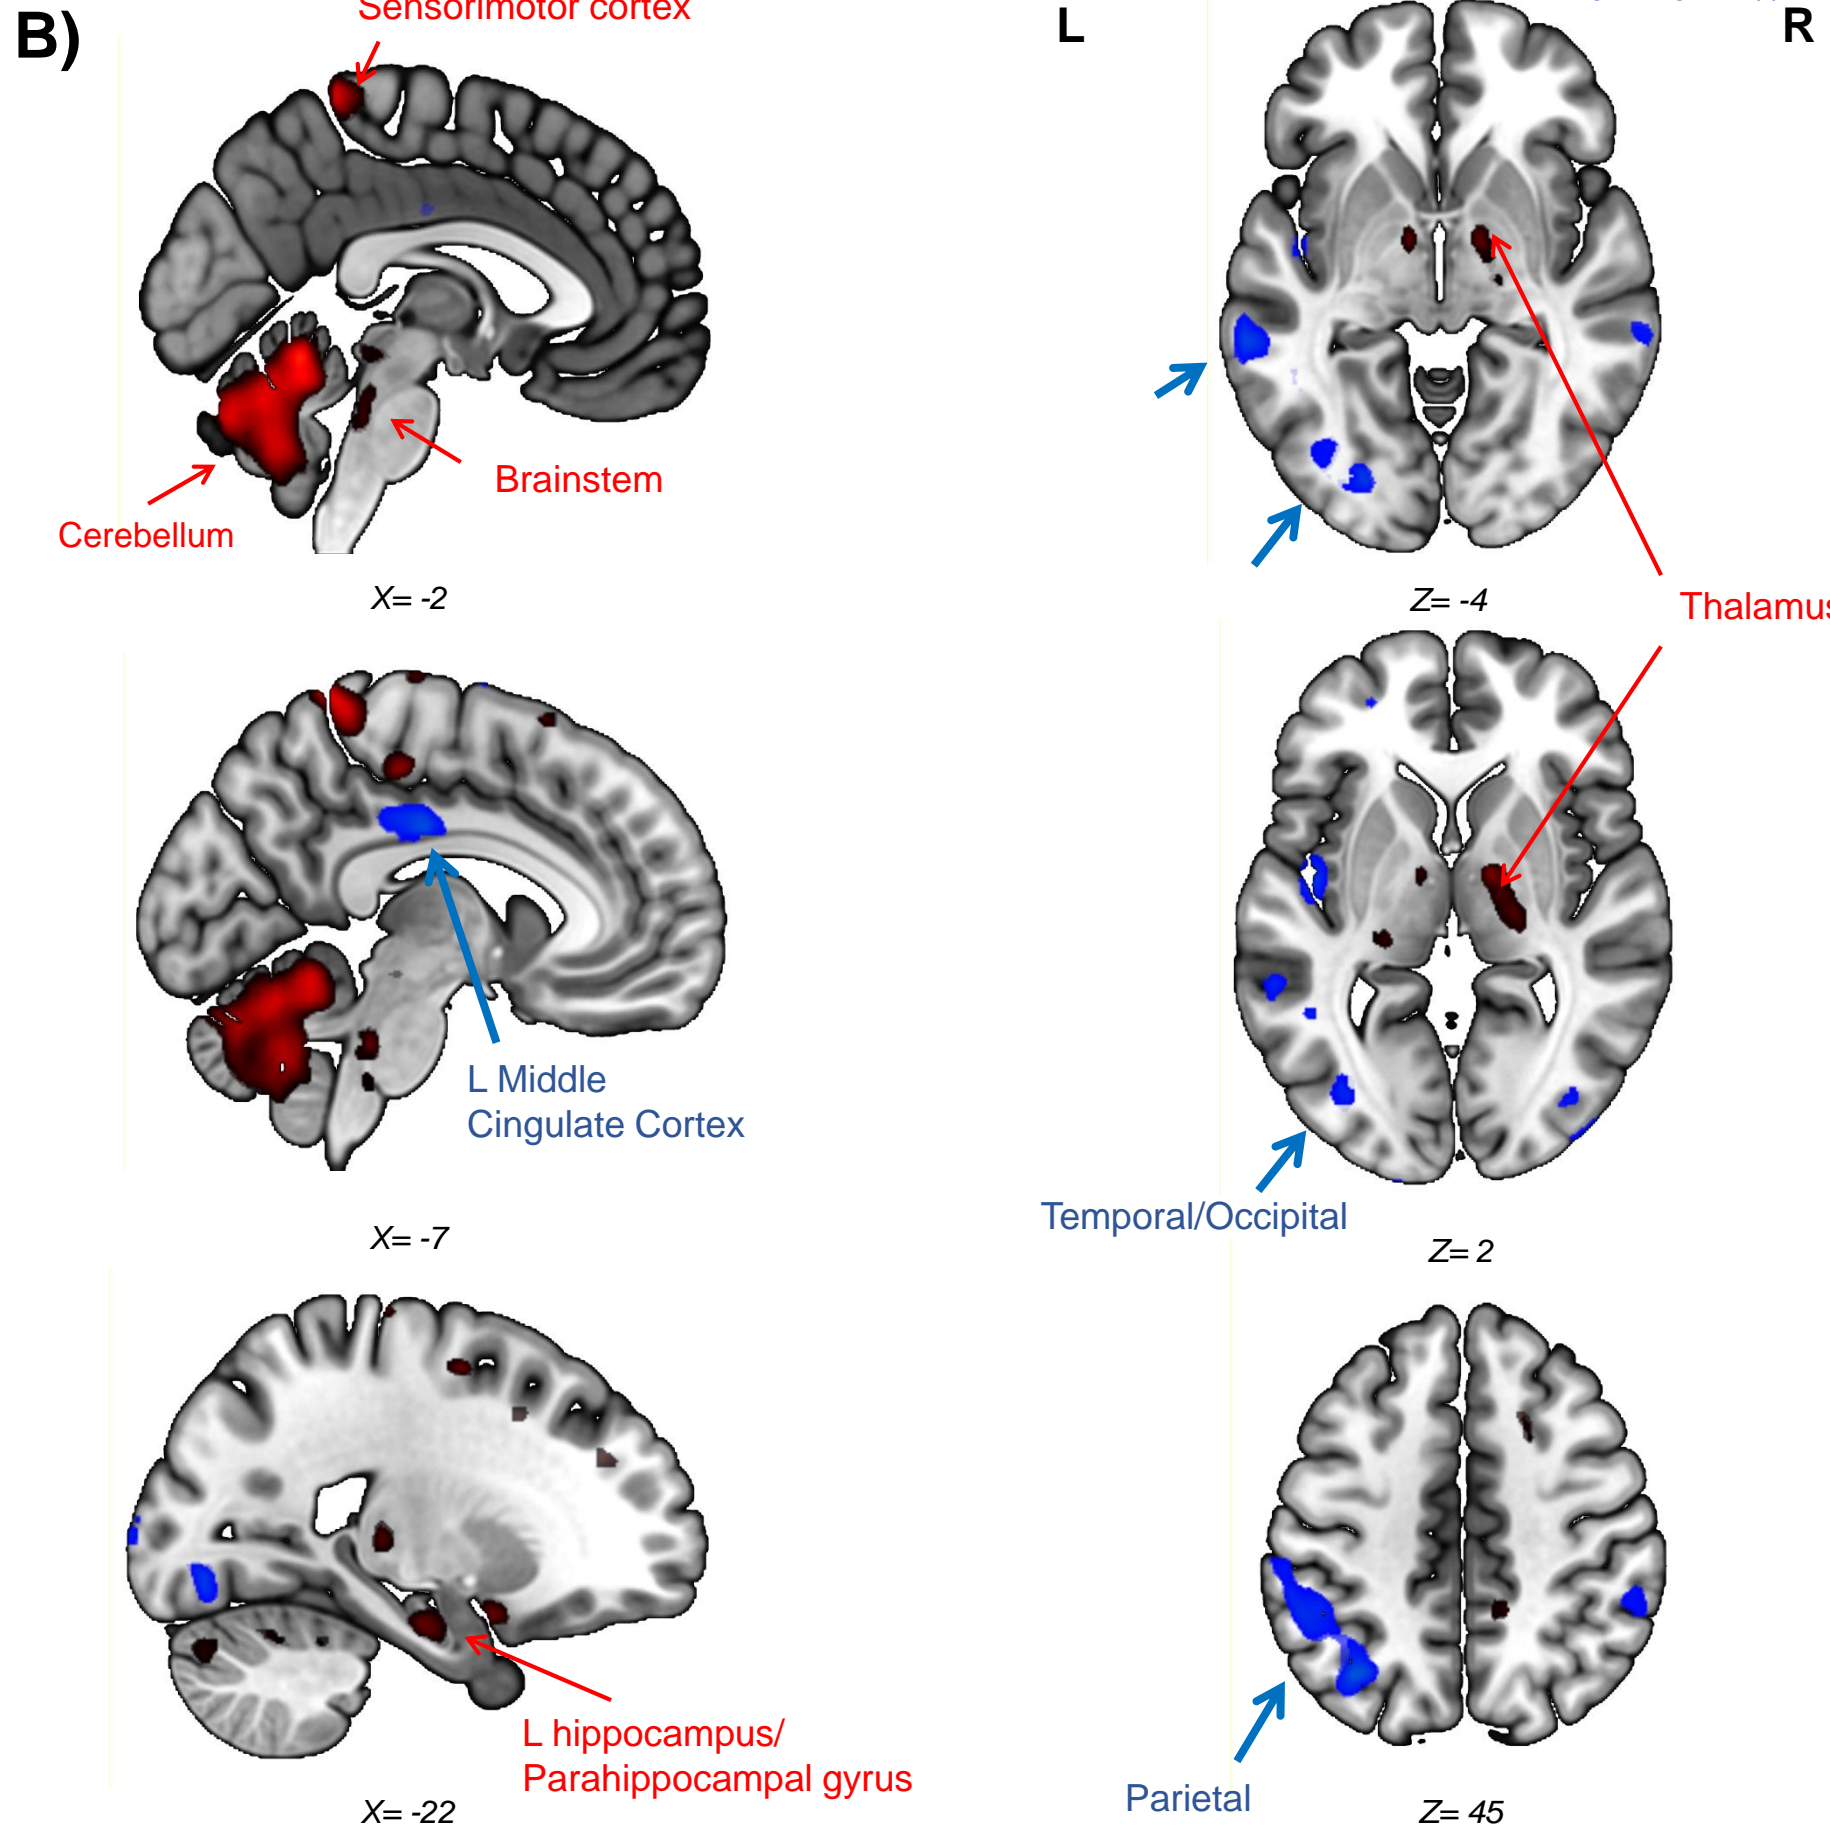 B)
Sensorimotor cortex
L
R
Brainstem
Cerebellum
X= -2
Z= -4
Thalamus
L Middle
Cingulate Cortex
X= -7
Temporal/Occipital
Z= 2
L hippocampus/
Parahippocampal gyrus
X= -22
Parietal
Z= 45